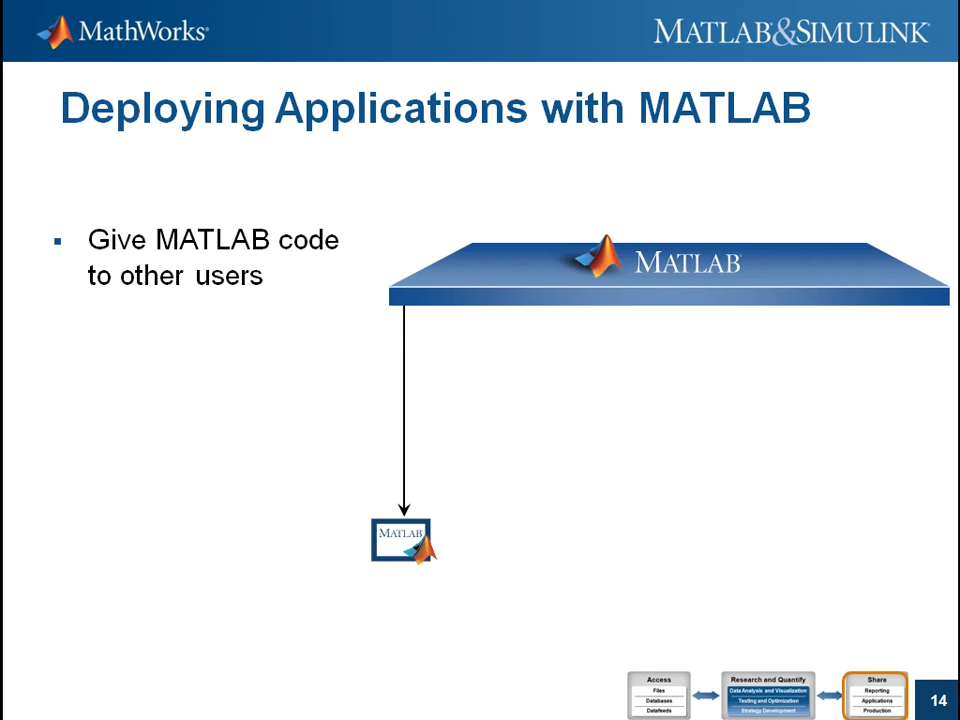 MathWorks®
MATLAB&SIMULINK®
Deploying Applications with MATLAB
▪ Give MATLAB code
to other users
MATLAB®
MATLAB
Access
Files
Databases
Datafeeds
Research and Quantify
Data Analysis and Visualization
Testing and Optimization
Strategy Development
Share
Reporting
Applications
Production
14